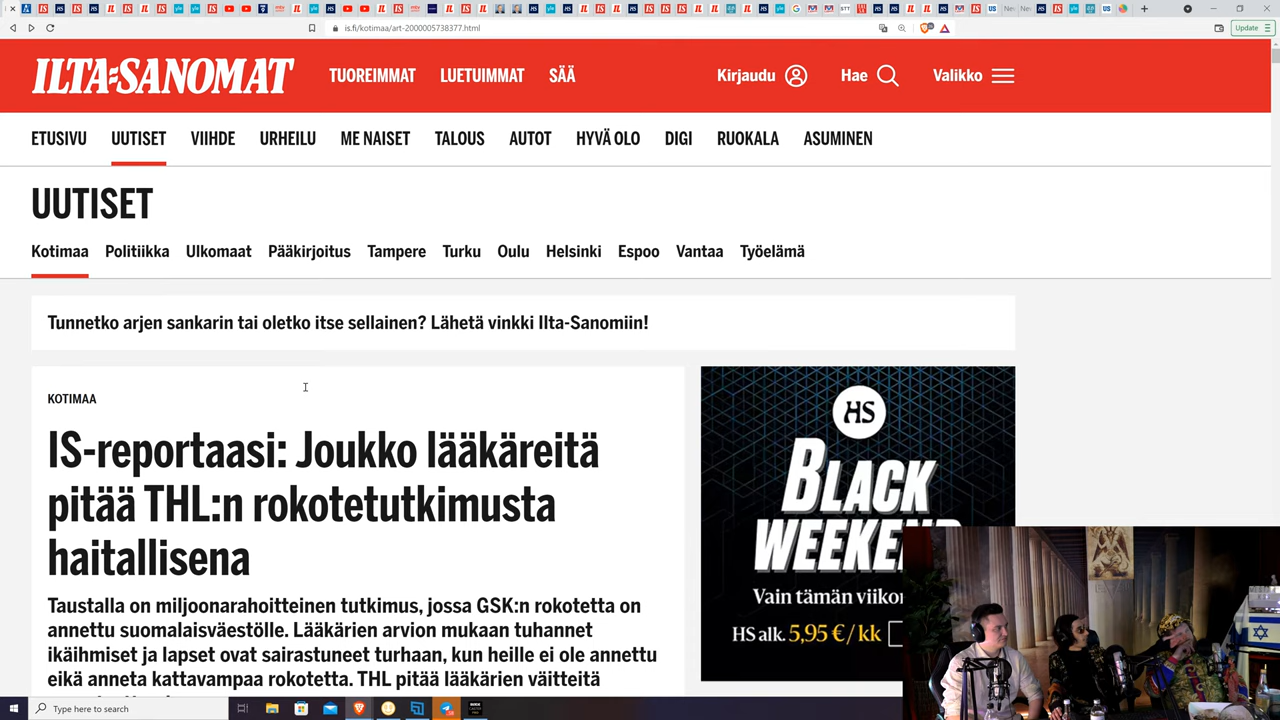 is.fi/kotimaa/art-2000005738377.html
Update
ILTA-SANOMAT
TUOREIMMAT LUETUIMMAT SÄÄ
Kirjaudu Hae Valikko
ETUSIVU UUTISET VIIHDE URHEILU ME NAISET TALOUS AUTOT HYVÄ OLO DIGI RUOKALA ASUMINEN
UUTISET
Kotimaa Politiikka Ulkomaat Pääkirjoitus Tampere Turku Oulu Helsinki Espoo Vantaa Työelämä
Tunnetko arjen sankarin tai oletko itse sellainen? Lähetä vinkki Ilta-Sanomiin!
KOTIMAA
IS-reportaasi: Joukko lääkäreitä
pitää THL:n rokotetutkimusta
haitallisena
Taustalla on miljoonarahoitteinen tutkimus, jossa GSK:n rokotetta on
annettu suomalaisväestölle. Lääkärien arvion mukaan tuhannet
ikäihmiset ja lapset ovat sairastuneet turhaan, kun heille ei ole annettu
eikä anneta kattavampaa rokotetta. THL pitää lääkärien väitteitä
HS
BLACK
WEEKEND
Vain tämän viikon
HS alk. 5,95 €/kk
Type here to search